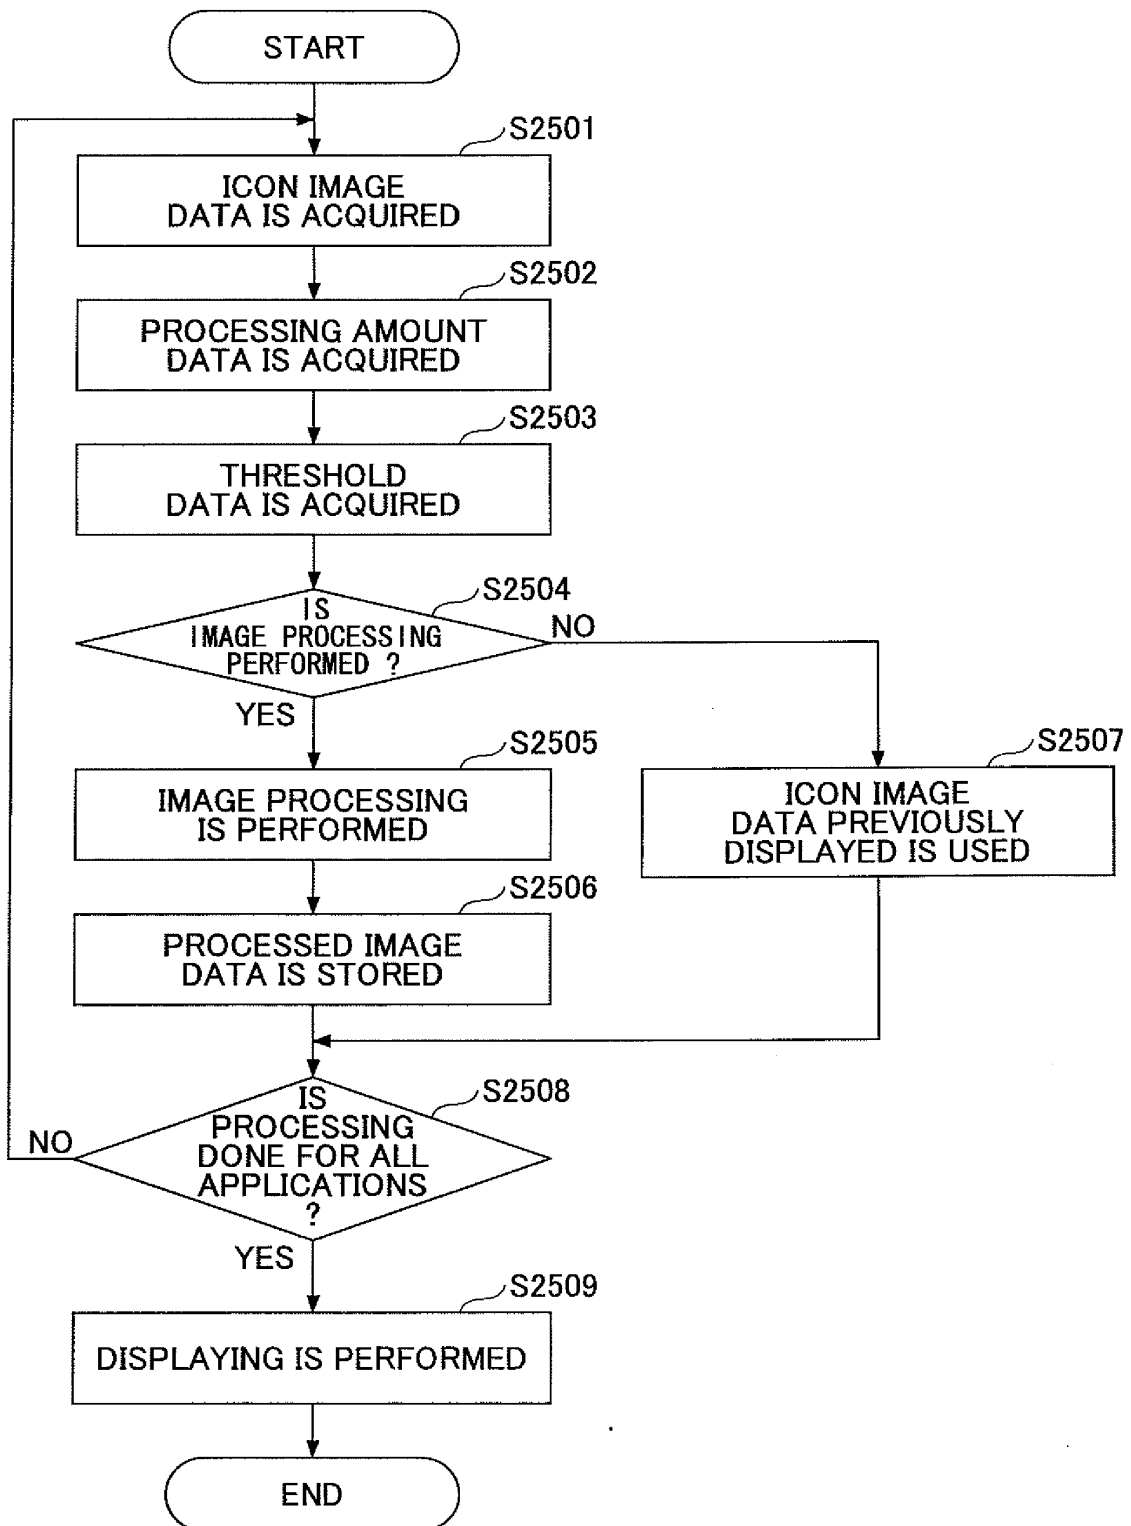 START
S2501
ICON IMAGE
DATA IS ACQUIRED
S2502
PROCESSING AMOUNT
DATA IS ACQUIRED
S2503
THRESHOLD
DATA IS ACQUIRED
S2504
IS
IMAGE PROCESSING
PERFORMED ?
NO
YES
S2505
IMAGE PROCESSING
IS PERFORMED
S2507
ICON IMAGE
DATA PREVIOUSLY
DISPLAYED IS USED
S2506
PROCESSED IMAGE
DATA IS STORED
S2508
IS
PROCESSING
DONE FOR ALL
APPLICATIONS
?
NO
YES
S2509
DISPLAYING IS PERFORMED
END